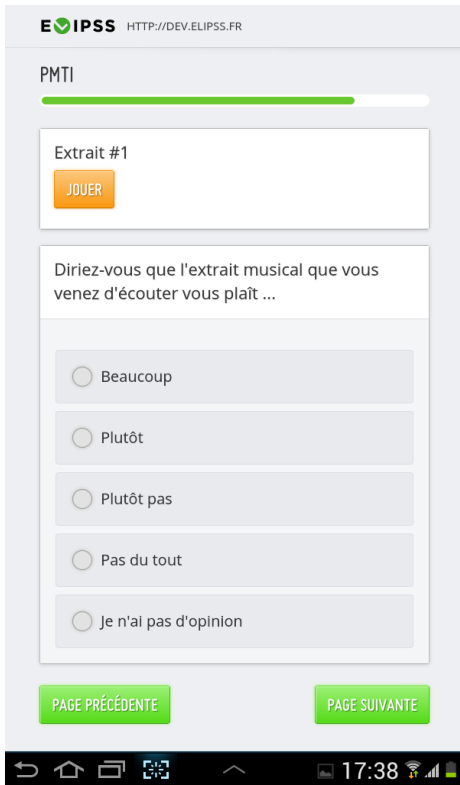 ELIPSS HTTP://DEV.ELIPSS.FR
PMTI
Extrait #1
JOUER
Diriez-vous que l'extrait musical que vous
venez d'écouter vous plaît ...
Beaucoup
Plutôt
Plutôt pas
Pas du tout
Je n'ai pas d'opinion
PAGE PRÉCÉDENTE PAGE SUIVANTE
17:38